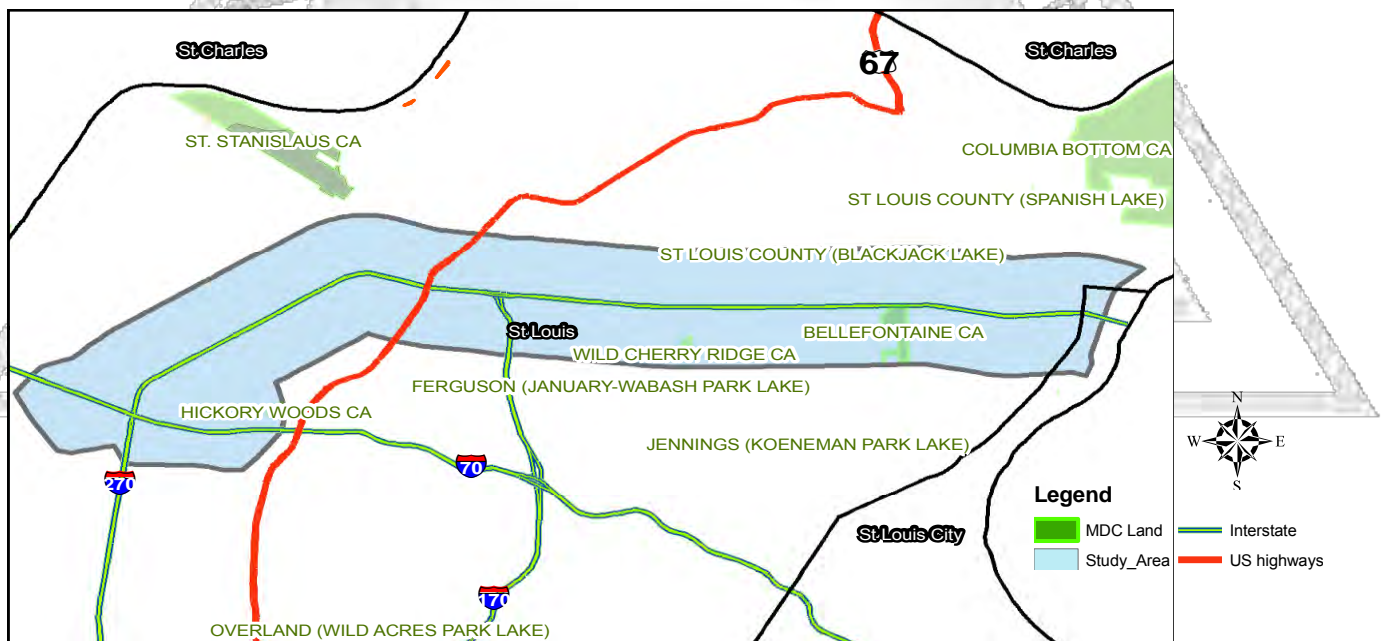 St Charles
St Charles
67
ST. STANISLAUS CA
COLUMBIA BOTTOM CA
ST LOUIS COUNTY (SPANISH LAKE)
ST LOUIS COUNTY (BLACKJACK LAKE)
St Louis
BELLEFONTAINE CA
WILD CHERRY RIDGE CA
FERGUSON (JANUARY-WABASH PARK LAKE)
HICKORY WOODS CA
JENNINGS (KOENEMAN PARK LAKE)
70
270
170
St Louis City
OVERLAND (WILD ACRES PARK LAKE)
N
W E
S
Legend
MDC Land
Interstate
Study_Area
US highways